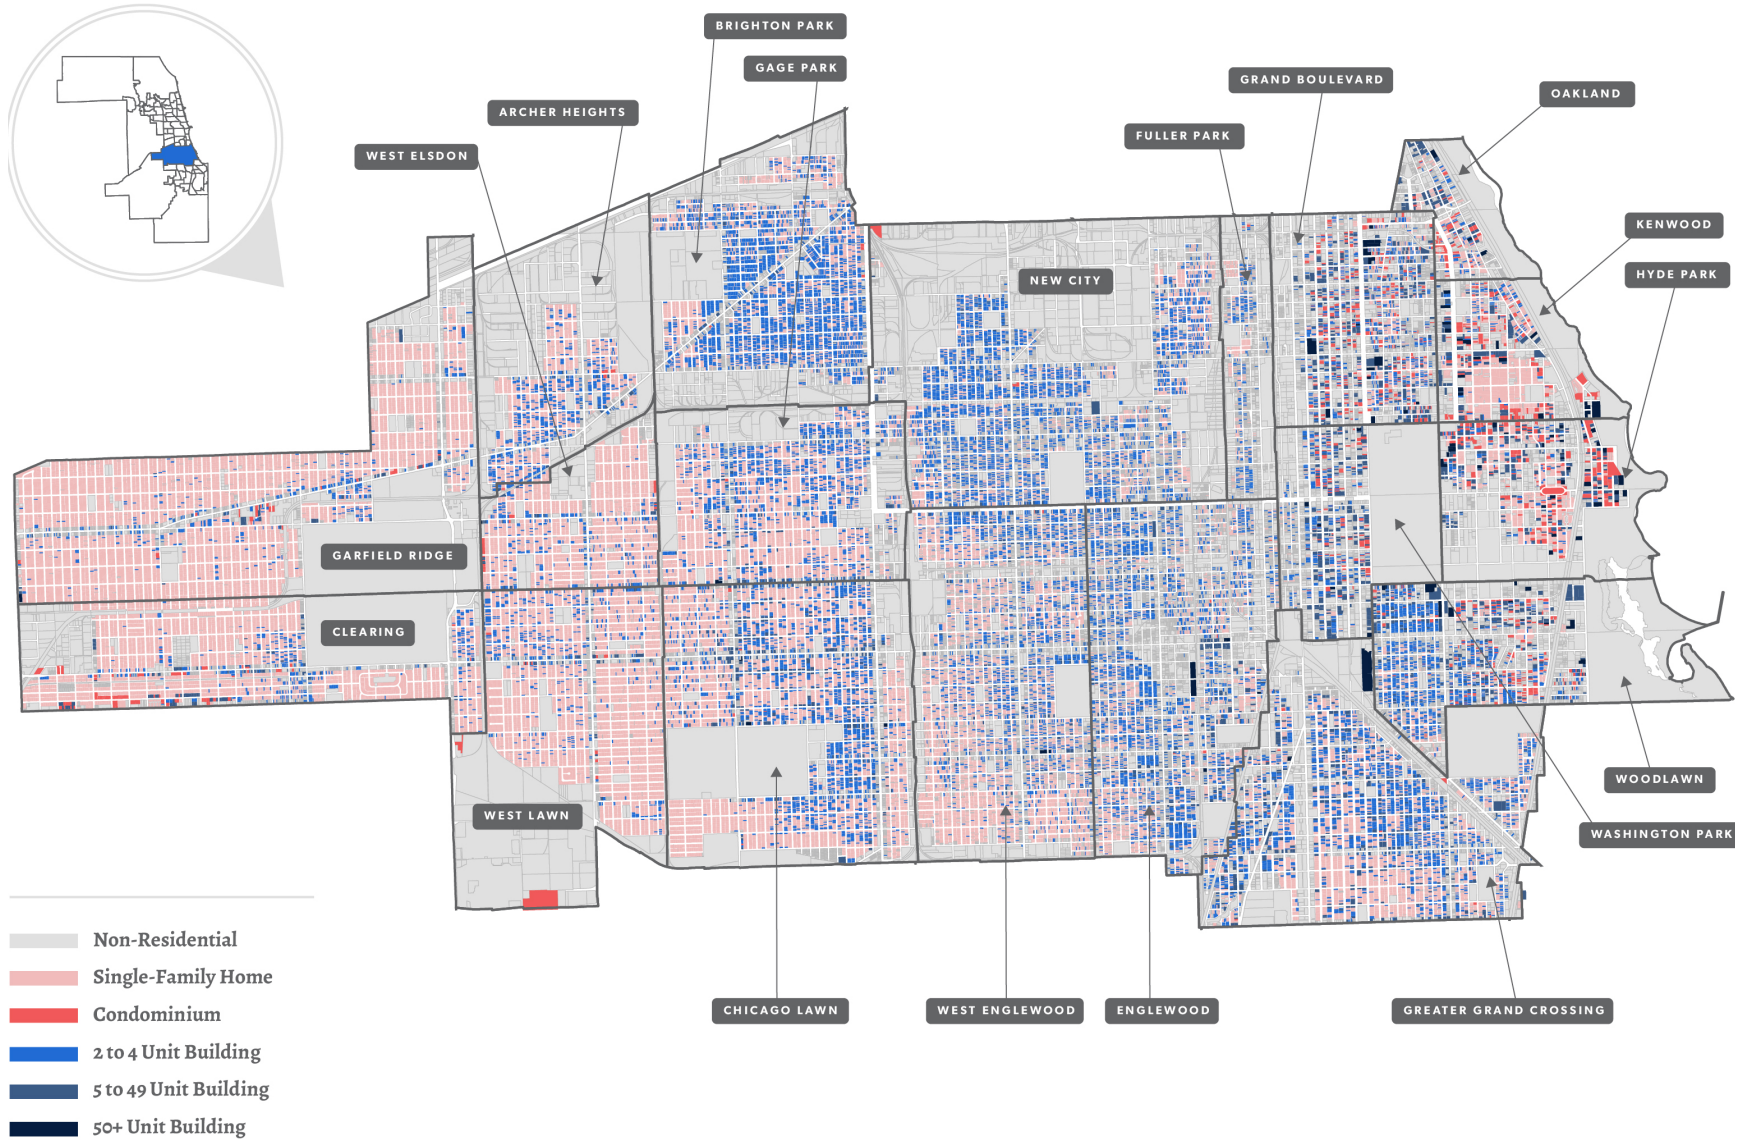 BRIGHTON PARK
GAGE PARK
GRAND BOULEVARD
OAKLAND
ARCHER HEIGHTS
FULLER PARK
WEST ELSDON
KENWOOD
HYDE PARK
NEW CITY
GARFIELD RIDGE
CLEARING
WOODLAWN
WEST LAWN
WASHINGTON PARK
CHICAGO LAWN
WEST ENGLEWOOD
ENGLEWOOD
GREATER GRAND CROSSING
Non-Residential
Single-Family Home
Condominium
2 to 4 Unit Building
5 to 49 Unit Building
50+ Unit Building